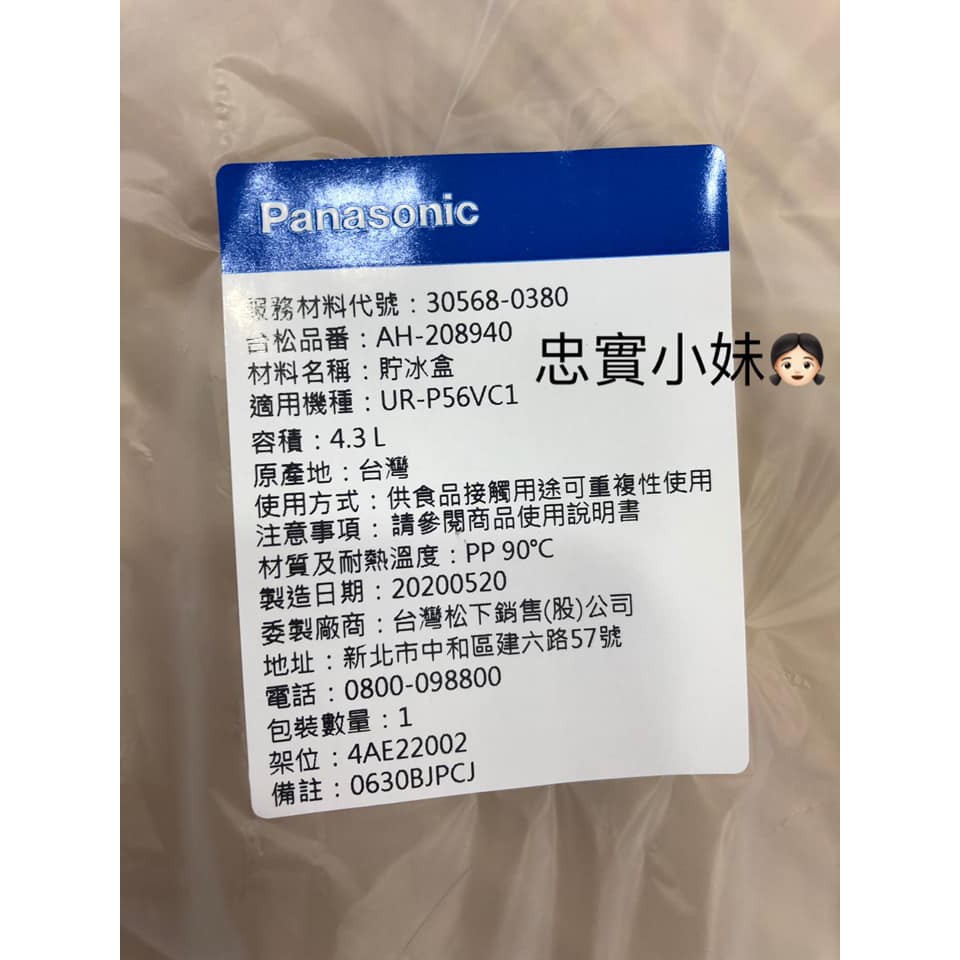 Panasonic
服務材料代號：30568-0380
台松品番：AH-208940
材料名稱：貯冰盒
適用機種：UR-P56VC1
忠實小妹👧🏻
容積：4.3 L
原產地：台灣
使用方式：供食品接觸用途可重複性使用
注意事項：請參閱商品使用說明書
材質及耐熱溫度：PP 90°C
製造日期：20200520
委製廠商：台灣松下銷售(股)公司
地址：新北市中和區建六路57號
電話：0800-098800
包裝數量：1
架位：4AE22002
備註：0630BJPCJ